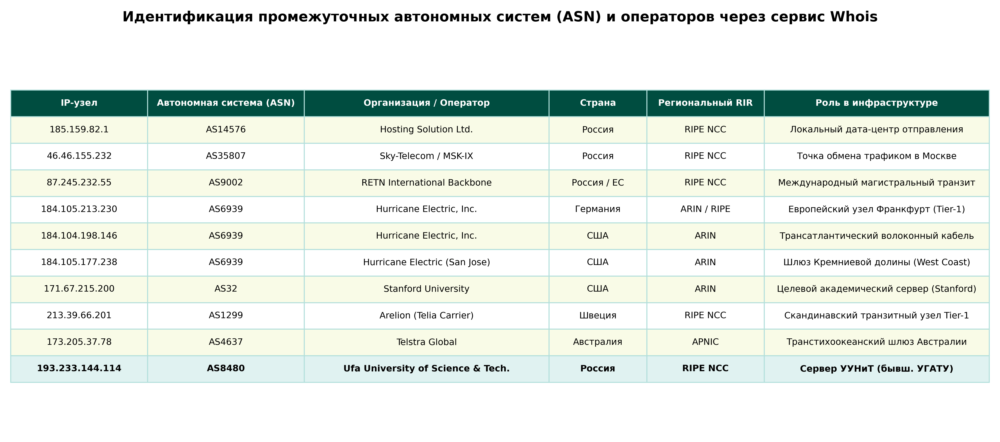 Идентификация промежуточных автономных систем (ASN) и операторов через сервис Whois
IP-узел Автономная система (ASN) Организация / Оператор Страна Региональный RIR Роль в инфраструктуре
185.159.82.1 AS14576 Hosting Solution Ltd. Россия RIPE NCC Локальный дата-центр отправления
46.46.155.232 AS35807 Sky-Telecom / MSK-IX Россия RIPE NCC Точка обмена трафиком в Москве
87.245.232.55 AS9002 RETN International Backbone Россия / ЕС RIPE NCC Международный магистральный транзит
184.105.213.230 AS6939 Hurricane Electric, Inc. Германия ARIN / RIPE Европейский узел Франкфурт (Tier-1)
184.104.198.146 AS6939 Hurricane Electric, Inc. США ARIN Трансатлантический волоконный кабель
184.105.177.238 AS6939 Hurricane Electric (San Jose) США ARIN Шлюз Кремниевой долины (West Coast)
171.67.215.200 AS32 Stanford University США ARIN Целевой академический сервер (Stanford)
213.39.66.201 AS1299 Arelion (Telia Carrier) Швеция RIPE NCC Скандинавский транзитный узел Tier-1
173.205.37.78 AS4637 Telstra Global Австралия APNIC Транстихоокеанский шлюз Австралии
193.233.144.114 AS8480 Ufa University of Science & Tech. Россия RIPE NCC Сервер УУНиТ (бывш. УГАТУ)